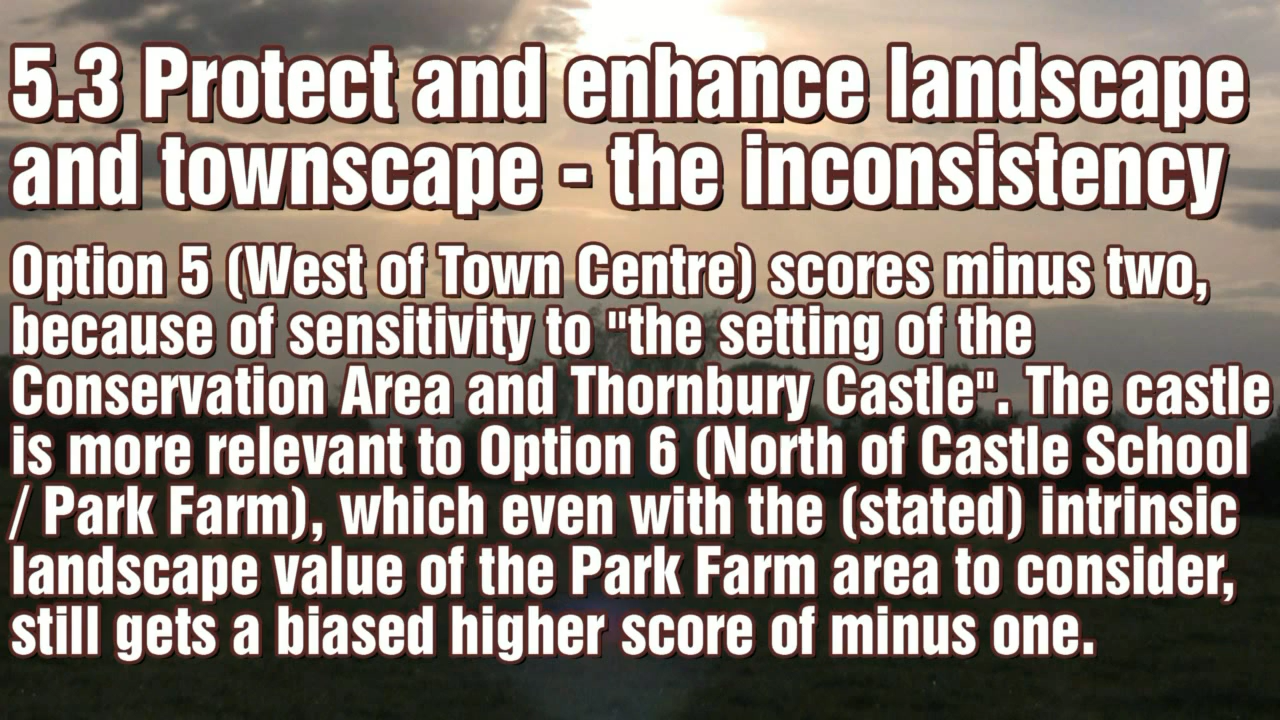 5.3 Protect and enhance landscape
and townscape - the inconsistency
Option 5 (West of Town Centre) scores minus two,
because of sensitivity to "the setting of the
Conservation Area and Thornbury Castle". The castle
is more relevant to Option 6 (North of Castle School
/ Park Farm), which even with the (stated) intrinsic
landscape value of the Park Farm area to consider,
still gets a biased higher score of minus one.